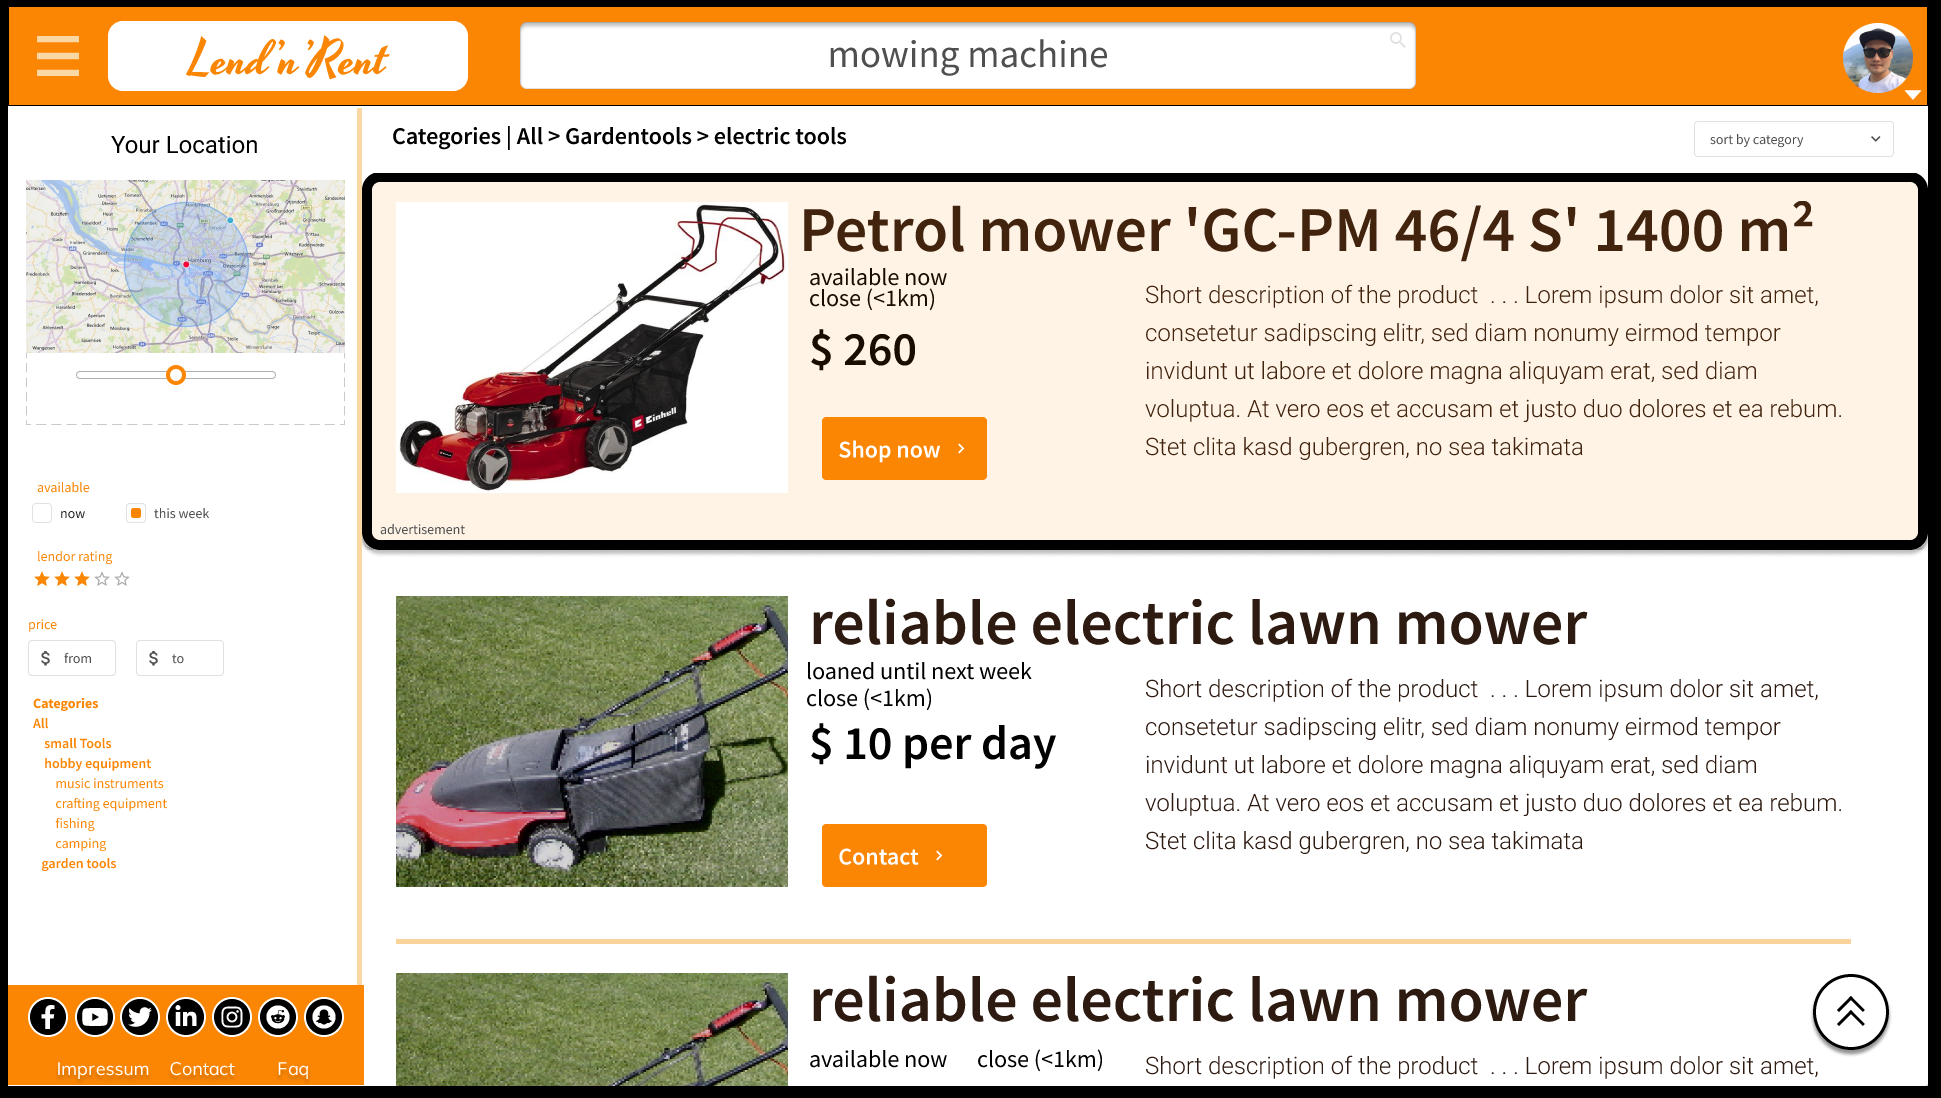 Lend'n'Rent
mowing machine
Your Location
Hamburg
available
now
this week
lendor rating
price
$ from
$ to
Categories
All
small Tools
hobby equipment
music instruments
crafting equipment
fishing
camping
garden tools
Impressum Contact Faq
Categories | All > Gardentools > electric tools
sort by category
Petrol mower 'GC-PM 46/4 S' 1400 m²
available now
close (<1km)
$ 260
Shop now
Einhell
Short description of the product . . . Lorem ipsum dolor sit amet,
consetetur sadipscing elitr, sed diam nonumy eirmod tempor
invidunt ut labore et dolore magna aliquyam erat, sed diam
voluptua. At vero eos et accusam et justo duo dolores et ea rebum.
Stet clita kasd gubergren, no sea takimata
advertisement
reliable electric lawn mower
loaned until next week
close (<1km)
$ 10 per day
Contact
Short description of the product . . . Lorem ipsum dolor sit amet,
consetetur sadipscing elitr, sed diam nonumy eirmod tempor
invidunt ut labore et dolore magna aliquyam erat, sed diam
voluptua. At vero eos et accusam et justo duo dolores et ea rebum.
Stet clita kasd gubergren, no sea takimata
reliable electric lawn mower
available now close (<1km)
Short description of the product . . . Lorem ipsum dolor sit amet,